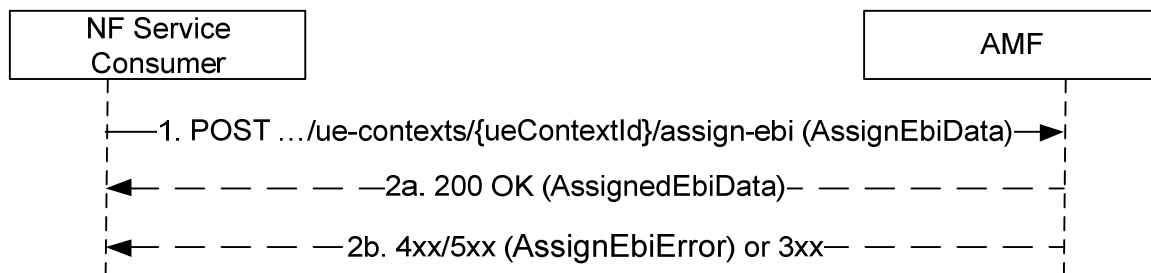 NF Service
Consumer
AMF
1. POST …/ue-contexts/{ueContextId}/assign-ebi (AssignEbiData)
2a. 200 OK (AssignedEbiData)
2b. 4xx/5xx (AssignEbiError) or 3xx